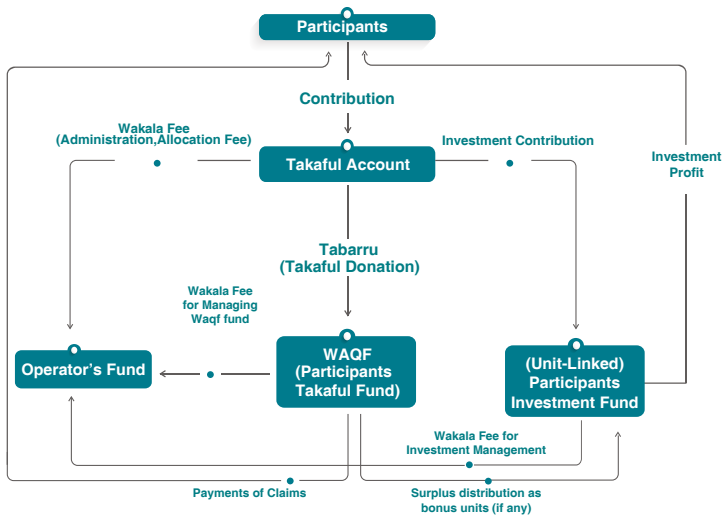 Participants
Contribution
Wakala Fee
(Administration,Allocation Fee)
Takaful Account
Investment Contribution
Investment
Profit
Tabarru
(Takaful Donation)
Wakala Fee
for Managing
Waqf fund
Operator's Fund
WAQF
(Participants
Takaful Fund)
(Unit-Linked)
Participants
Investment Fund
Wakala Fee for
Investment Management
Payments of Claims
Surplus distribution as
bonus units (if any)